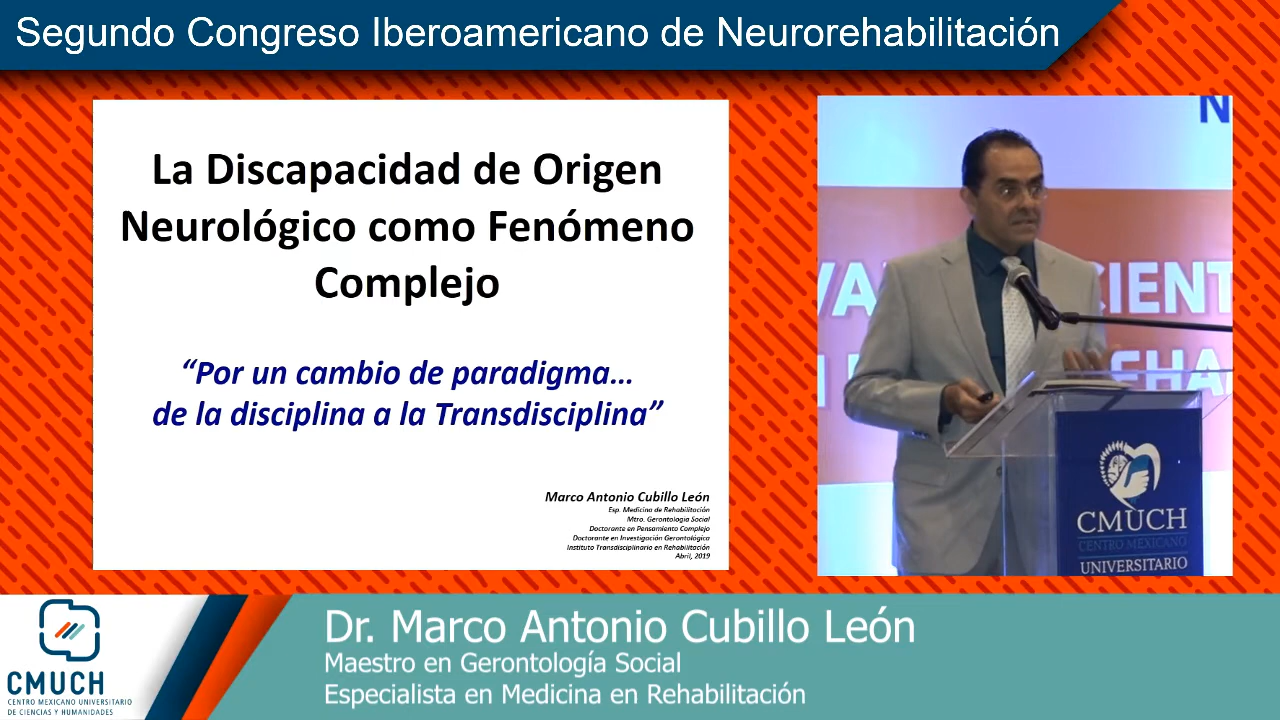 Segundo Congreso Iberoamericano de Neurorehabilitación
La Discapacidad de Origen
Neurológico como Fenómeno
Complejo
“Por un cambio de paradigma...
de la disciplina a la Transdisciplina”
Marco Antonio Cubillo León
Esp. Medicina de Rehabilitación
Mtro. Gerontología Social
Doctorante en Pensamiento Complejo
Doctorante en Investigación Gerontológica
Instituto Transdisciplinario en Rehabilitación
Abril, 2019
N
VA CIENT
EHA
CMUCH
CENTRO MEXICANO
UNIVERSITARIO
Dr. Marco Antonio Cubillo León
Maestro en Gerontología Social
Especialista en Medicina en Rehabilitación
CMUCH
CENTRO MEXICANO UNIVERSITARIO
DE CIENCIAS Y HUMANIDADES